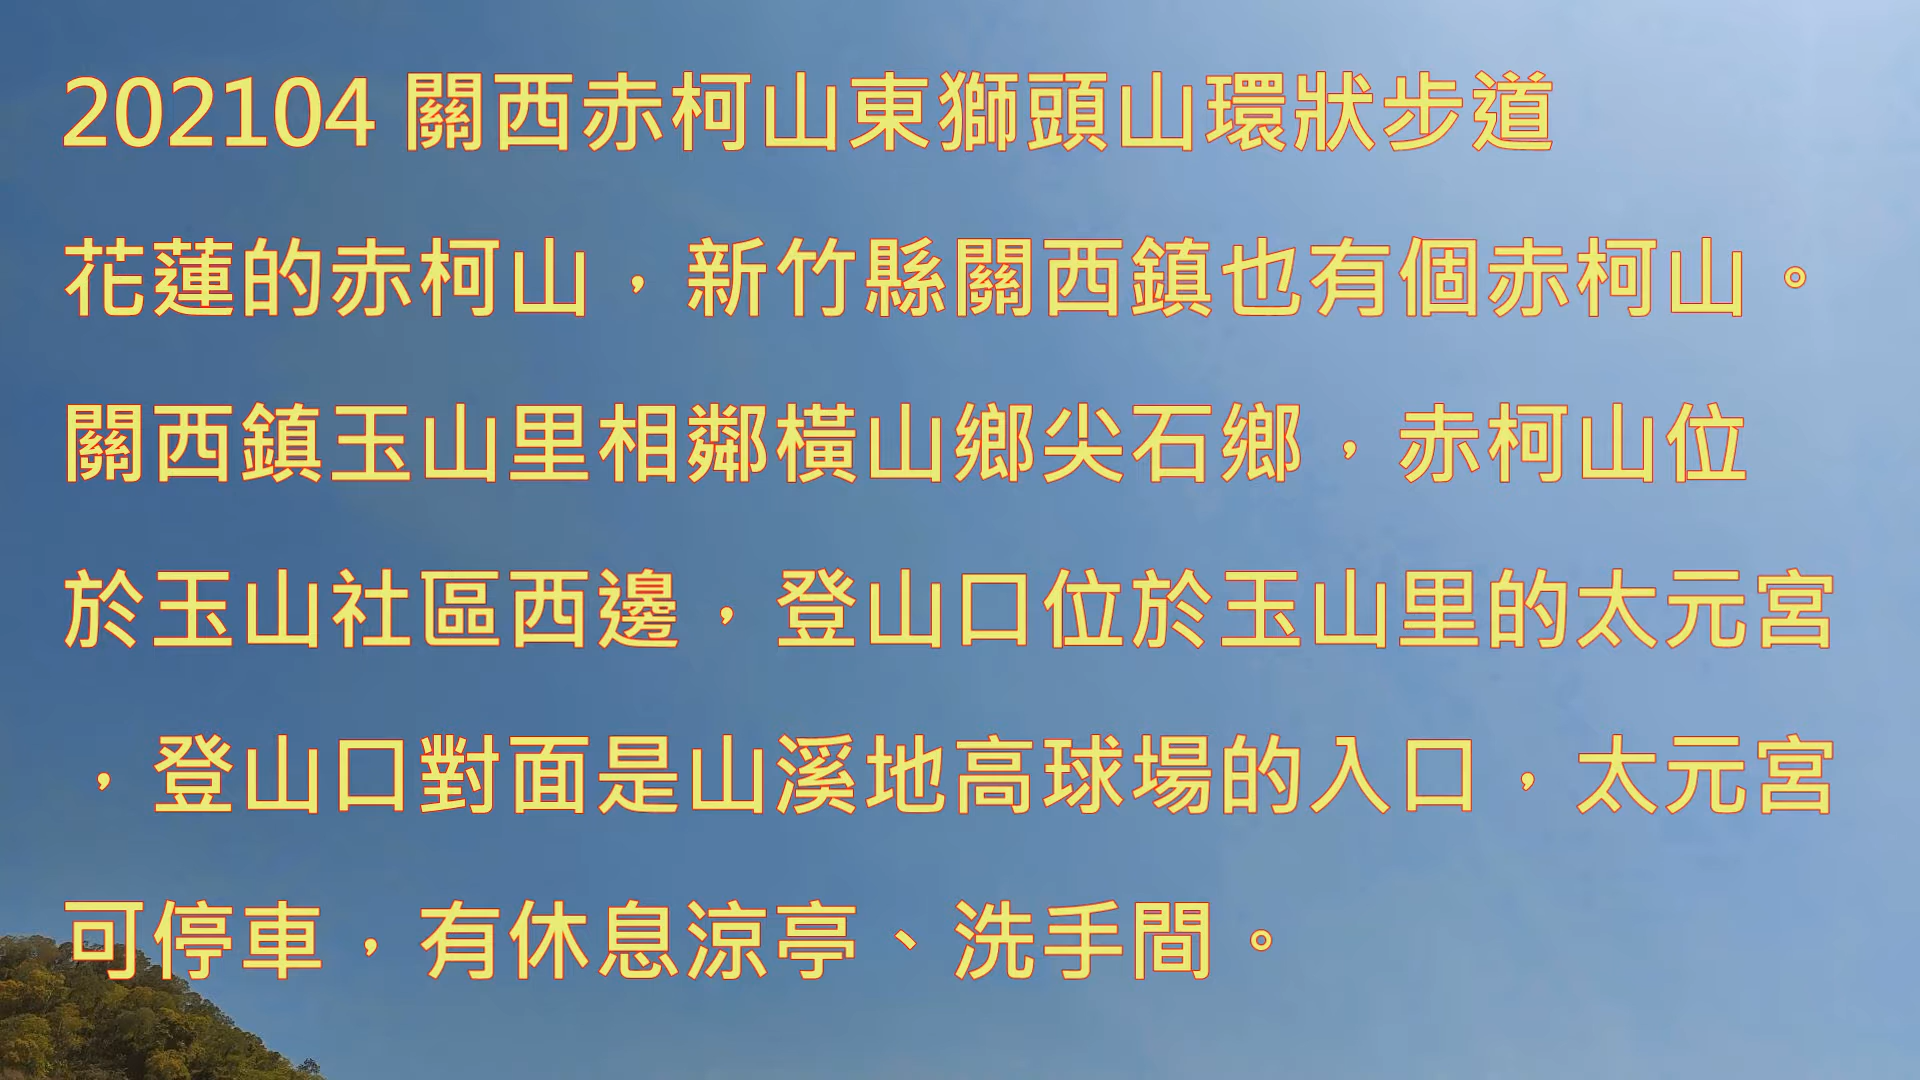 202104 關西赤柯山東獅頭山環狀步道
花蓮的赤柯山，新竹縣關西鎮也有個赤柯山。
關西鎮玉山里相鄰橫山鄉尖石鄉，赤柯山位
於玉山社區西邊，登山口位於玉山里的太元宮
，登山口對面是山溪地高球場的入口，太元宮
可停車，有休息涼亭、洗手間。